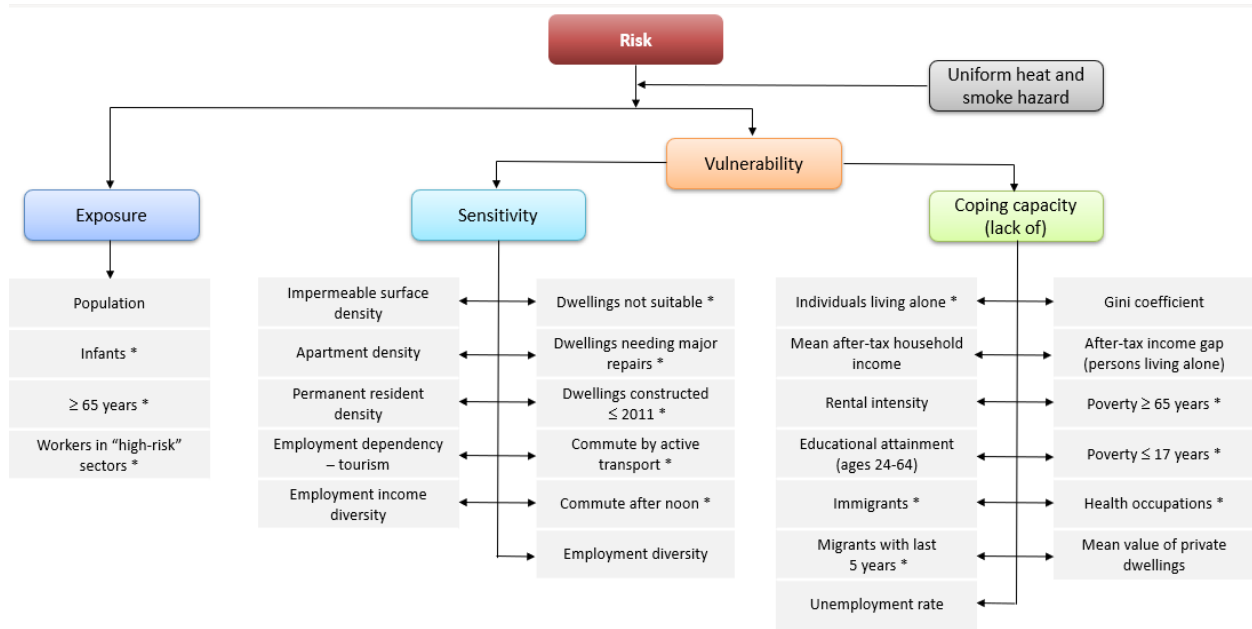 Risk
Uniform heat and
smoke hazard
Vulnerability
Exposure
Sensitivity
Coping capacity
(lack of)
Population
Infants *
≥ 65 years *
Workers in “high-risk”
sectors *
Impermeable surface
density
Apartment density
Permanent resident
density
Employment dependency
– tourism
Employment income
diversity
Dwellings not suitable *
Dwellings needing major
repairs *
Dwellings constructed
≤ 2011 *
Commute by active
transport *
Commute after noon *
Employment diversity
Individuals living alone *
Mean after-tax household
income
Rental intensity
Educational attainment
(ages 24-64)
Immigrants *
Migrants with last
5 years *
Unemployment rate
Gini coefficient
After-tax income gap
(persons living alone)
Poverty ≥ 65 years *
Poverty ≤ 17 years *
Health occupations *
Mean value of private
dwellings